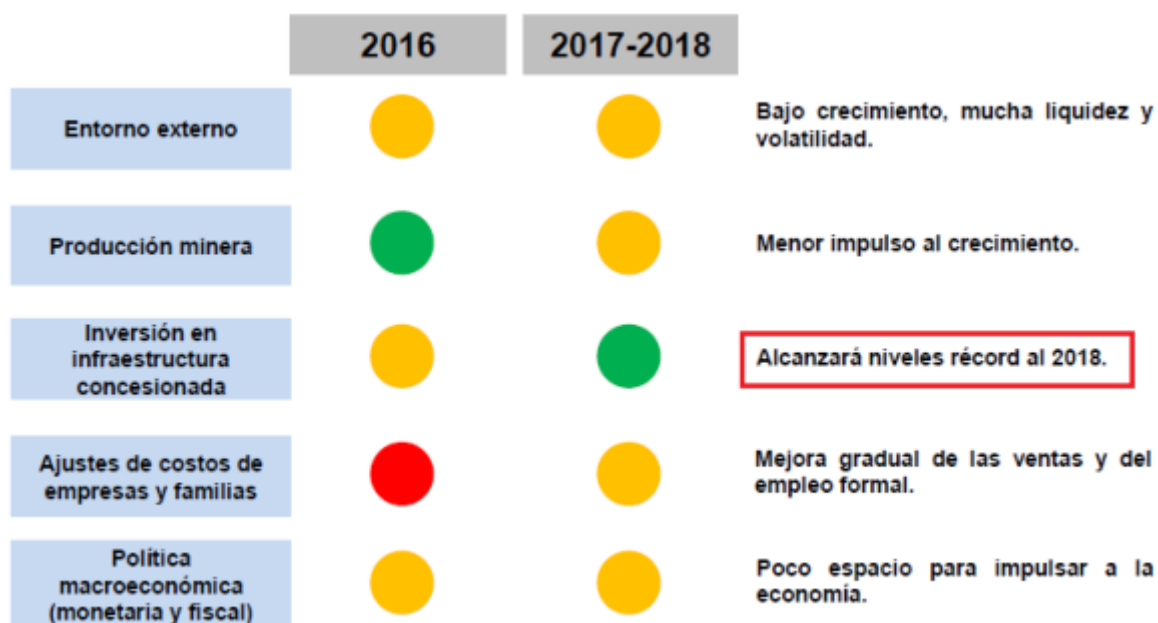 2016
2017-2018
Entorno externo
Bajo crecimiento, mucha liquidez y
volatilidad.
Producción minera
Menor impulso al crecimiento.
Inversión en
infraestructura
concesionada
Alcanzará niveles récord al 2018.
Ajustes de costos de
empresas y familias
Mejora gradual de las ventas y del
empleo formal.
Política
macroeconómica
(monetaria y fiscal)
Poco espacio para impulsar a la
economía.